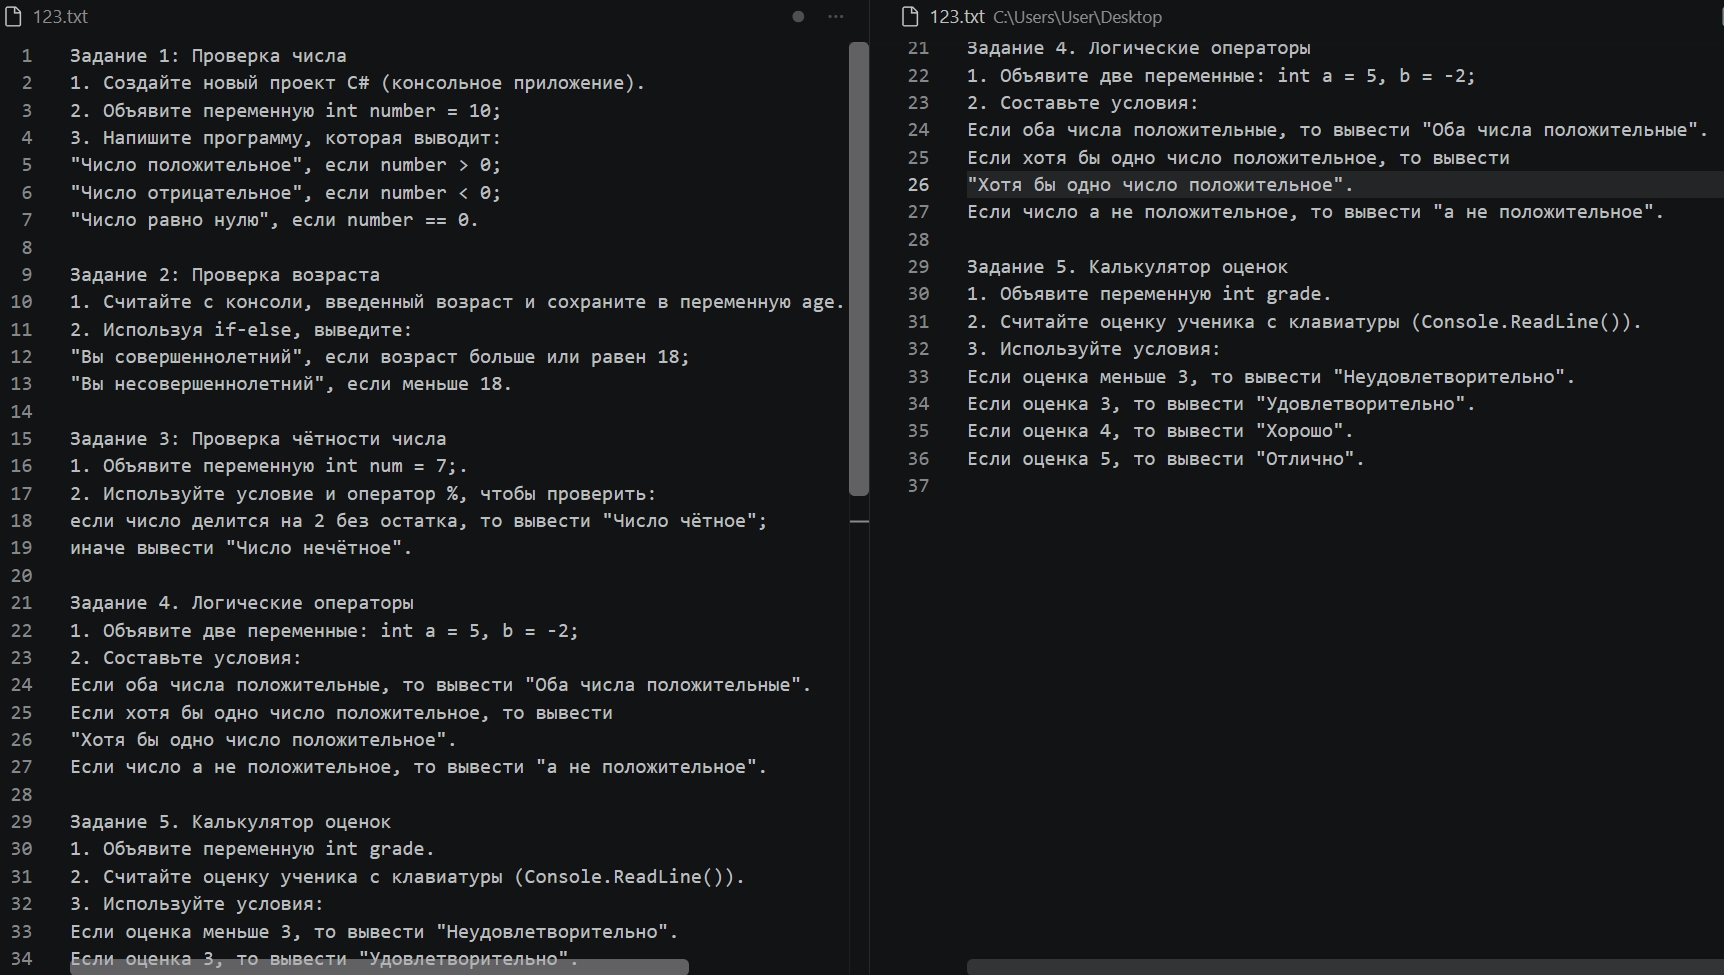 123.txt
1 Задание 1: Проверка числа
2 1. Создайте новый проект C# (консольное приложение).
3 2. Объявите переменную int number = 10;
4 3. Напишите программу, которая выводит:
5 "Число положительное", если number > 0;
6 "Число отрицательное", если number < 0;
7 "Число равно нулю", если number == 0.
8
9 Задание 2: Проверка возраста
10 1. Считайте с консоли, введенный возраст и сохраните в переменную age.
11 2. Используя if-else, выведите:
12 "Вы совершеннолетний", если возраст больше или равен 18;
13 "Вы несовершеннолетний", если меньше 18.
14
15 Задание 3: Проверка чётности числа
16 1. Объявите переменную int num = 7;.
17 2. Используйте условие и оператор %, чтобы проверить:
18 если число делится на 2 без остатка, то вывести "Число чётное";
19 иначе вывести "Число нечётное".
20
21 Задание 4. Логические операторы
22 1. Объявите две переменные: int a = 5, b = -2;
23 2. Составьте условия:
24 Если оба числа положительные, то вывести "Оба числа положительные".
25 Если хотя бы одно число положительное, то вывести
26 "Хотя бы одно число положительное".
27 Если число a не положительное, то вывести "a не положительное".
28
29 Задание 5. Калькулятор оценок
30 1. Объявите переменную int grade.
31 2. Считайте оценку ученика с клавиатуры (Console.ReadLine()).
32 3. Используйте условия:
33 Если оценка меньше 3, то вывести "Неудовлетворительно".
34 Если оценка 3, то вывести "Удовлетворительно".
123.txt C:\Users\User\Desktop
21 Задание 4. Логические операторы
22 1. Объявите две переменные: int a = 5, b = -2;
23 2. Составьте условия:
24 Если оба числа положительные, то вывести "Оба числа положительные".
25 Если хотя бы одно число положительное, то вывести
26 "Хотя бы одно число положительное".
27 Если число a не положительное, то вывести "a не положительное".
28
29 Задание 5. Калькулятор оценок
30 1. Объявите переменную int grade.
31 2. Считайте оценку ученика с клавиатуры (Console.ReadLine()).
32 3. Используйте условия:
33 Если оценка меньше 3, то вывести "Неудовлетворительно".
34 Если оценка 3, то вывести "Удовлетворительно".
35 Если оценка 4, то вывести "Хорошо".
36 Если оценка 5, то вывести "Отлично".
37